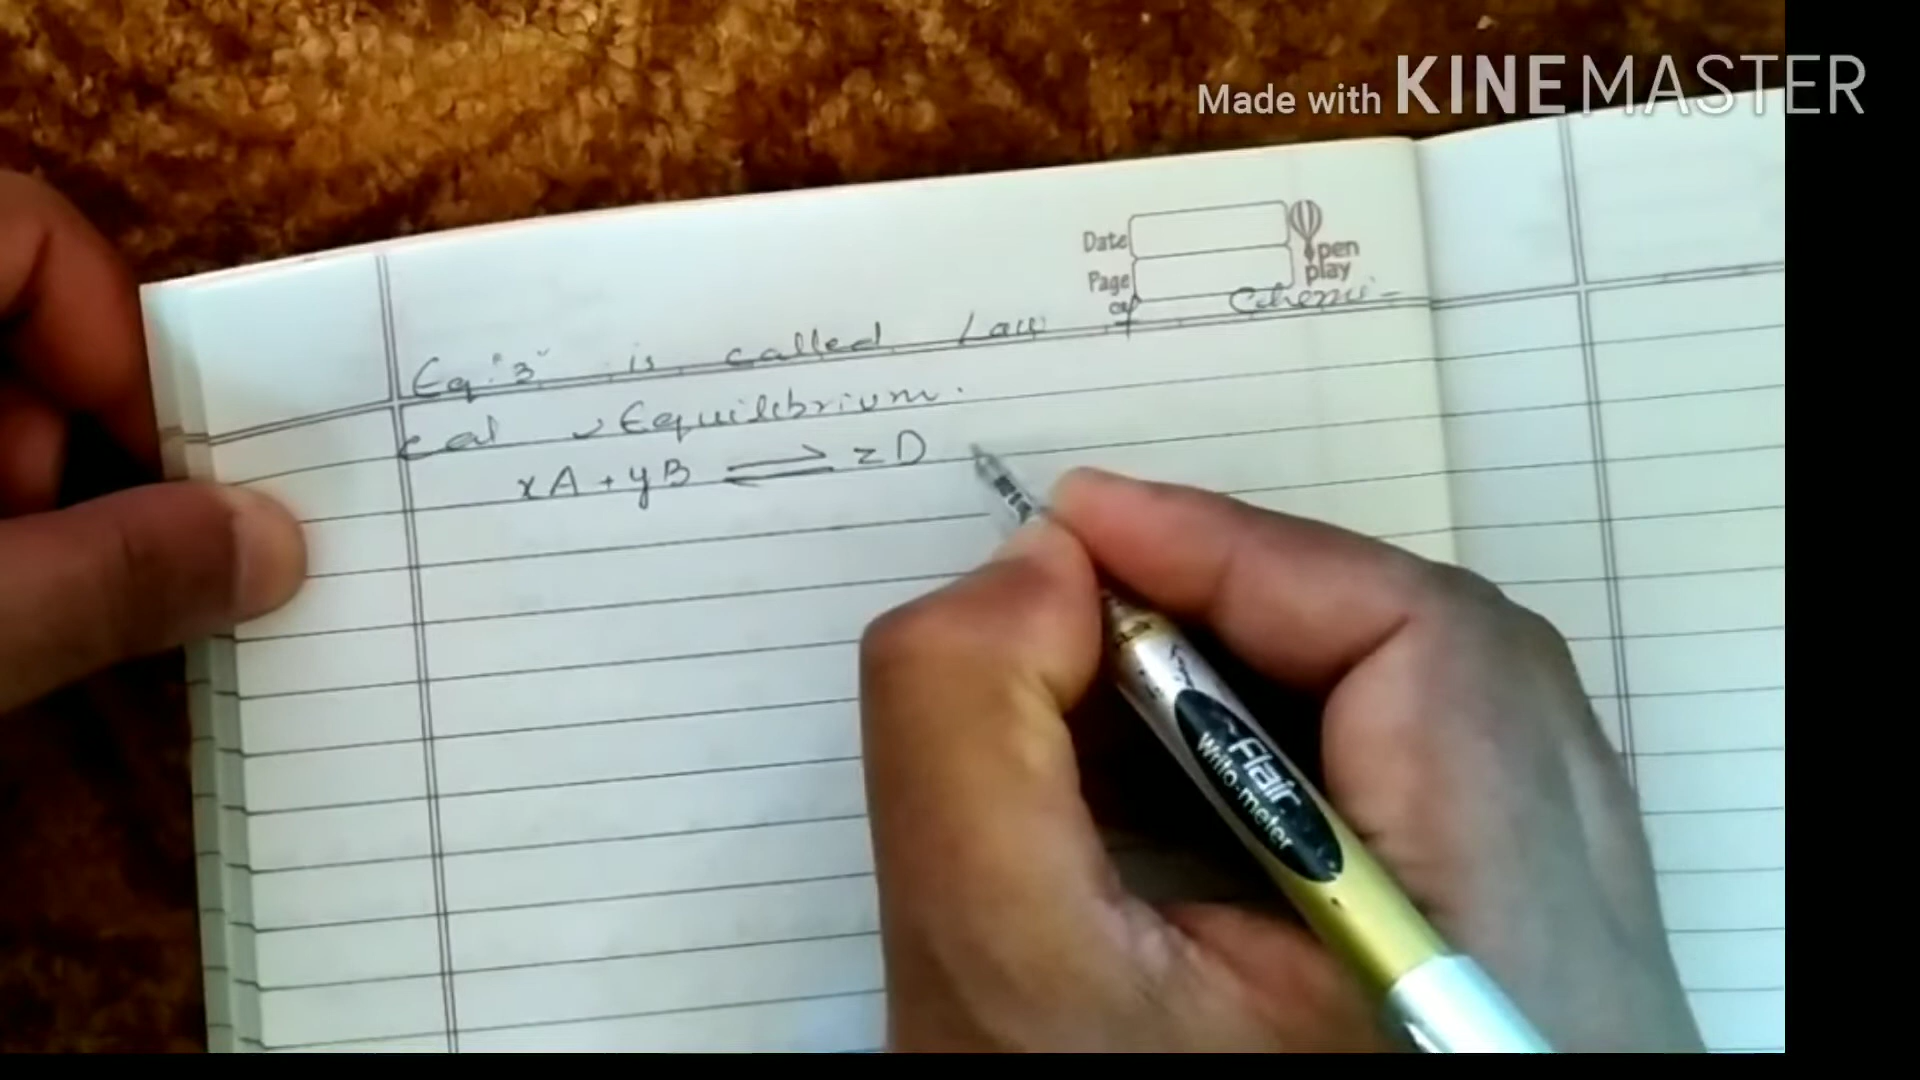 Made with KINEMASTER
Date
Page
pen
play
Eq: "3" is called Law of Chemi-
cal Equilibrium.
xA + yB ⇌ zD
Flair
Writo-meter